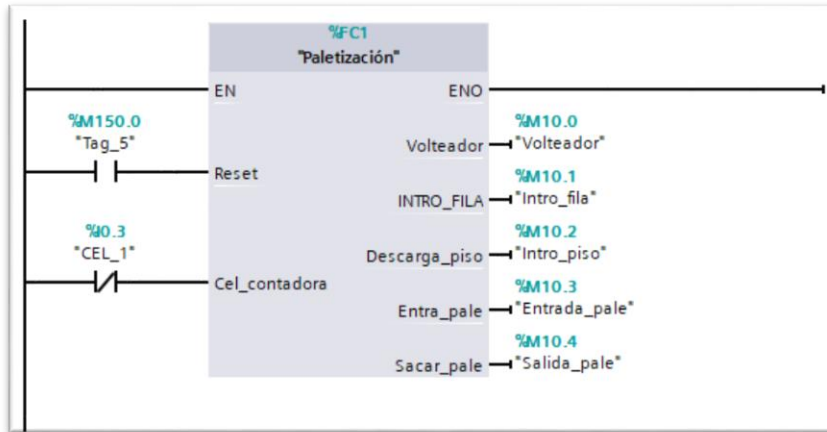 %FC1
"Paletización"
EN
ENO
%M150.0
"Tag_5"
Reset
%I0.3
"CEL_1"
Cel_contadora
Volteador
%M10.0
"Volteador"
INTRO_FILA
%M10.1
"Intro_fila"
Descarga_piso
%M10.2
"Intro_piso"
Entra_pale
%M10.3
"Entrada_pale"
Sacar_pale
%M10.4
"Salida_pale"